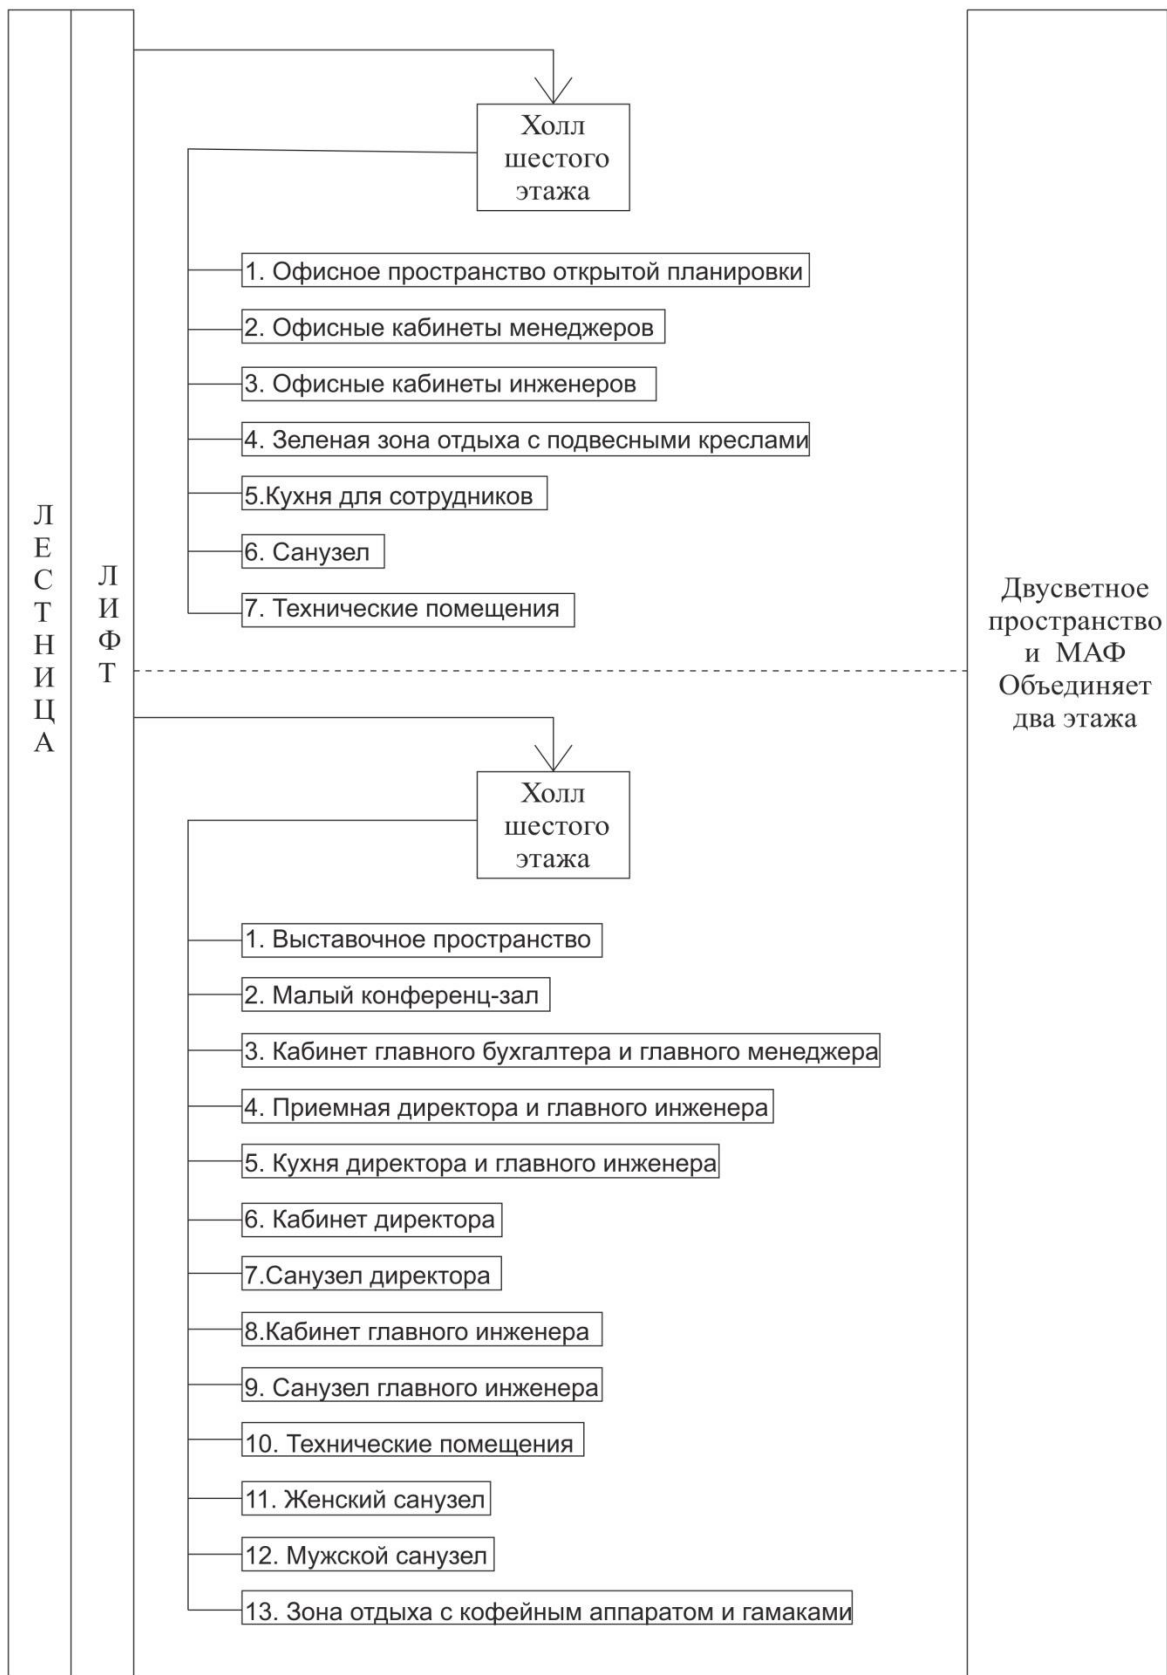 ЛЕСТНИЦА
ЛИФТ
Холл
шестого
этажа
1. Офисное пространство открытой планировки
2. Офисные кабинеты менеджеров
3. Офисные кабинеты инженеров
4. Зеленая зона отдыха с подвесными креслами
5.Кухня для сотрудников
6. Санузел
7. Технические помещения
Двусветное
пространство
и МАФ
Объединяет
два этажа
Холл
шестого
этажа
1. Выставочное пространство
2. Малый конференц-зал
3. Кабинет главного бухгалтера и главного менеджера
4. Приемная директора и главного инженера
5. Кухня директора и главного инженера
6. Кабинет директора
7.Санузел директора
8.Кабинет главного инженера
9. Санузел главного инженера
10. Технические помещения
11. Женский санузел
12. Мужской санузел
13. Зона отдыха с кофейным аппаратом и гамаками